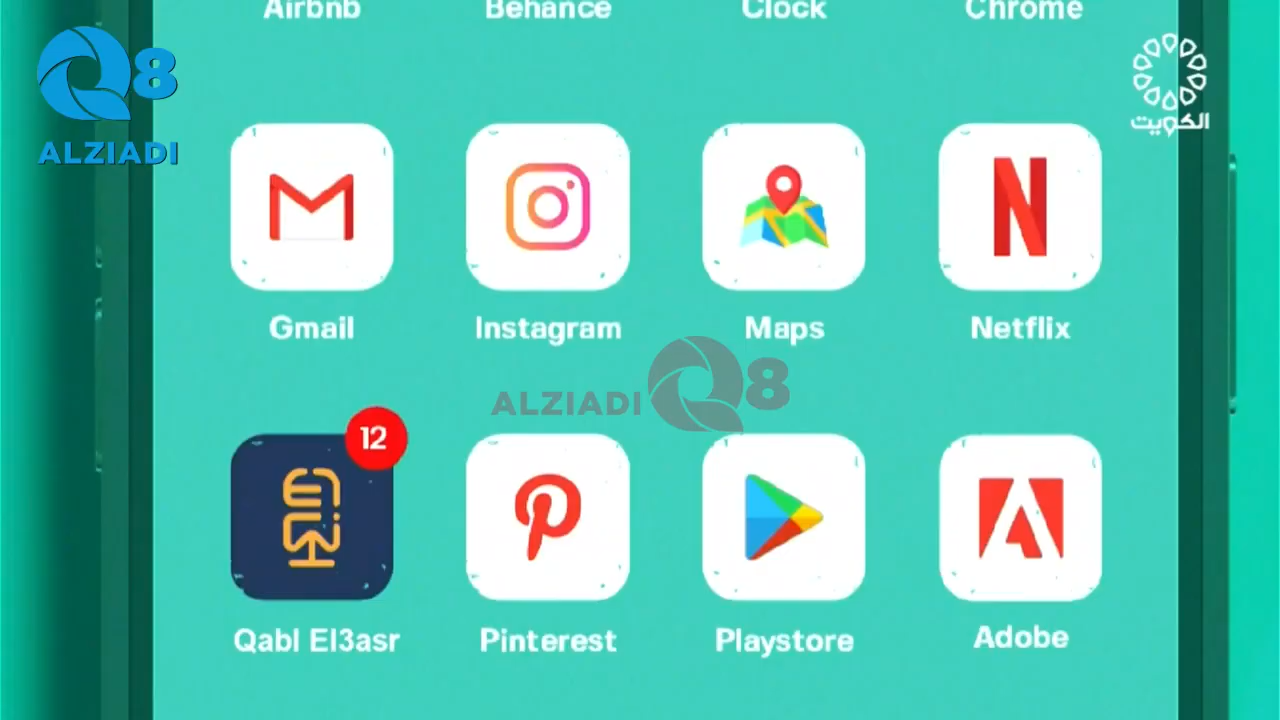 Airbnb Behance Clock Chrome
Q8
ALZIADI
الكويت
Gmail Instagram Maps Netflix
ALZIADI Q8
12
Qabl El3asr Pinterest Playstore Adobe